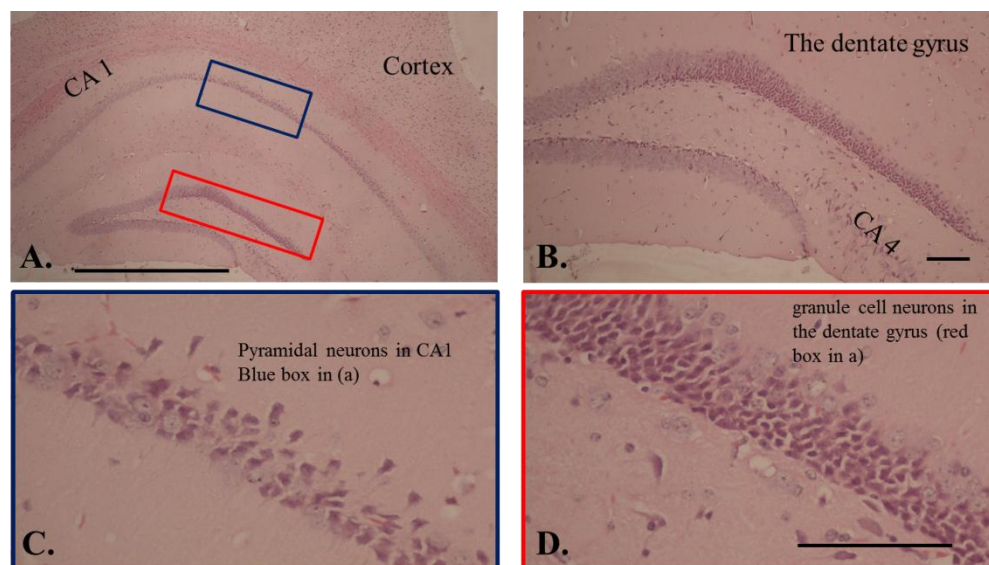 CA 1
Cortex
A.
The dentate gyrus
CA 4
B.
Pyramidal neurons in CA1
Blue box in (a)
C.
granule cell neurons in
the dentate gyrus (red
box in a)
D.